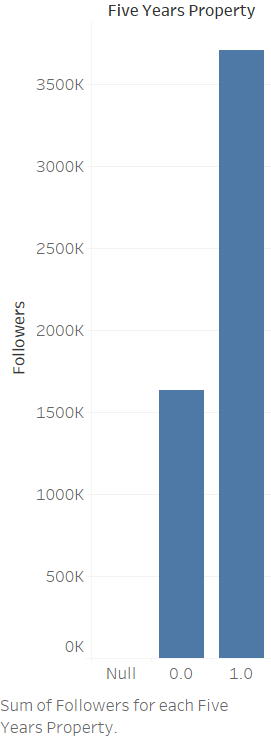 Five Years Property
3500K
3000K
2500K
2000K
1500K
1000K
500K
0K
Followers
Null 0.0 1.0
Sum of Followers for each Five
Years Property.